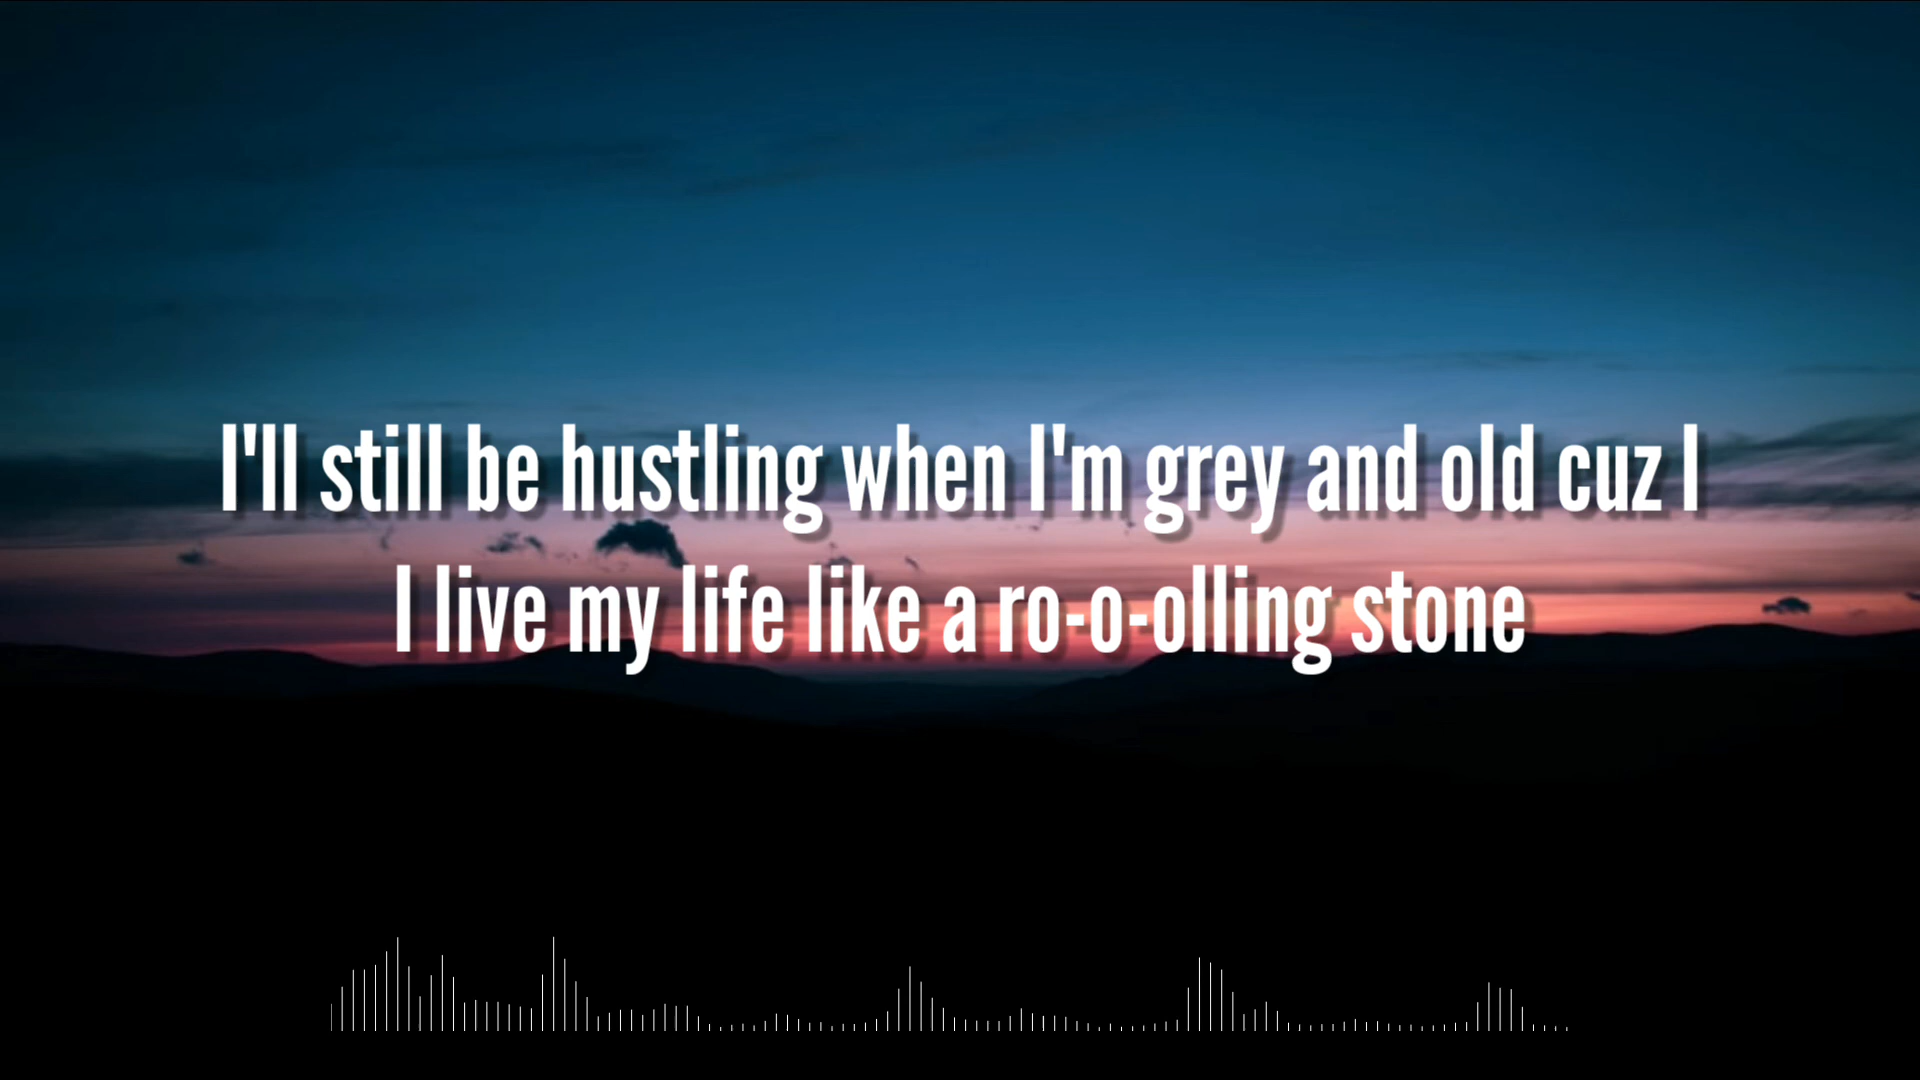 I'll still be hustling when I'm grey and old cuz I
I live my life like a ro-o-olling stone